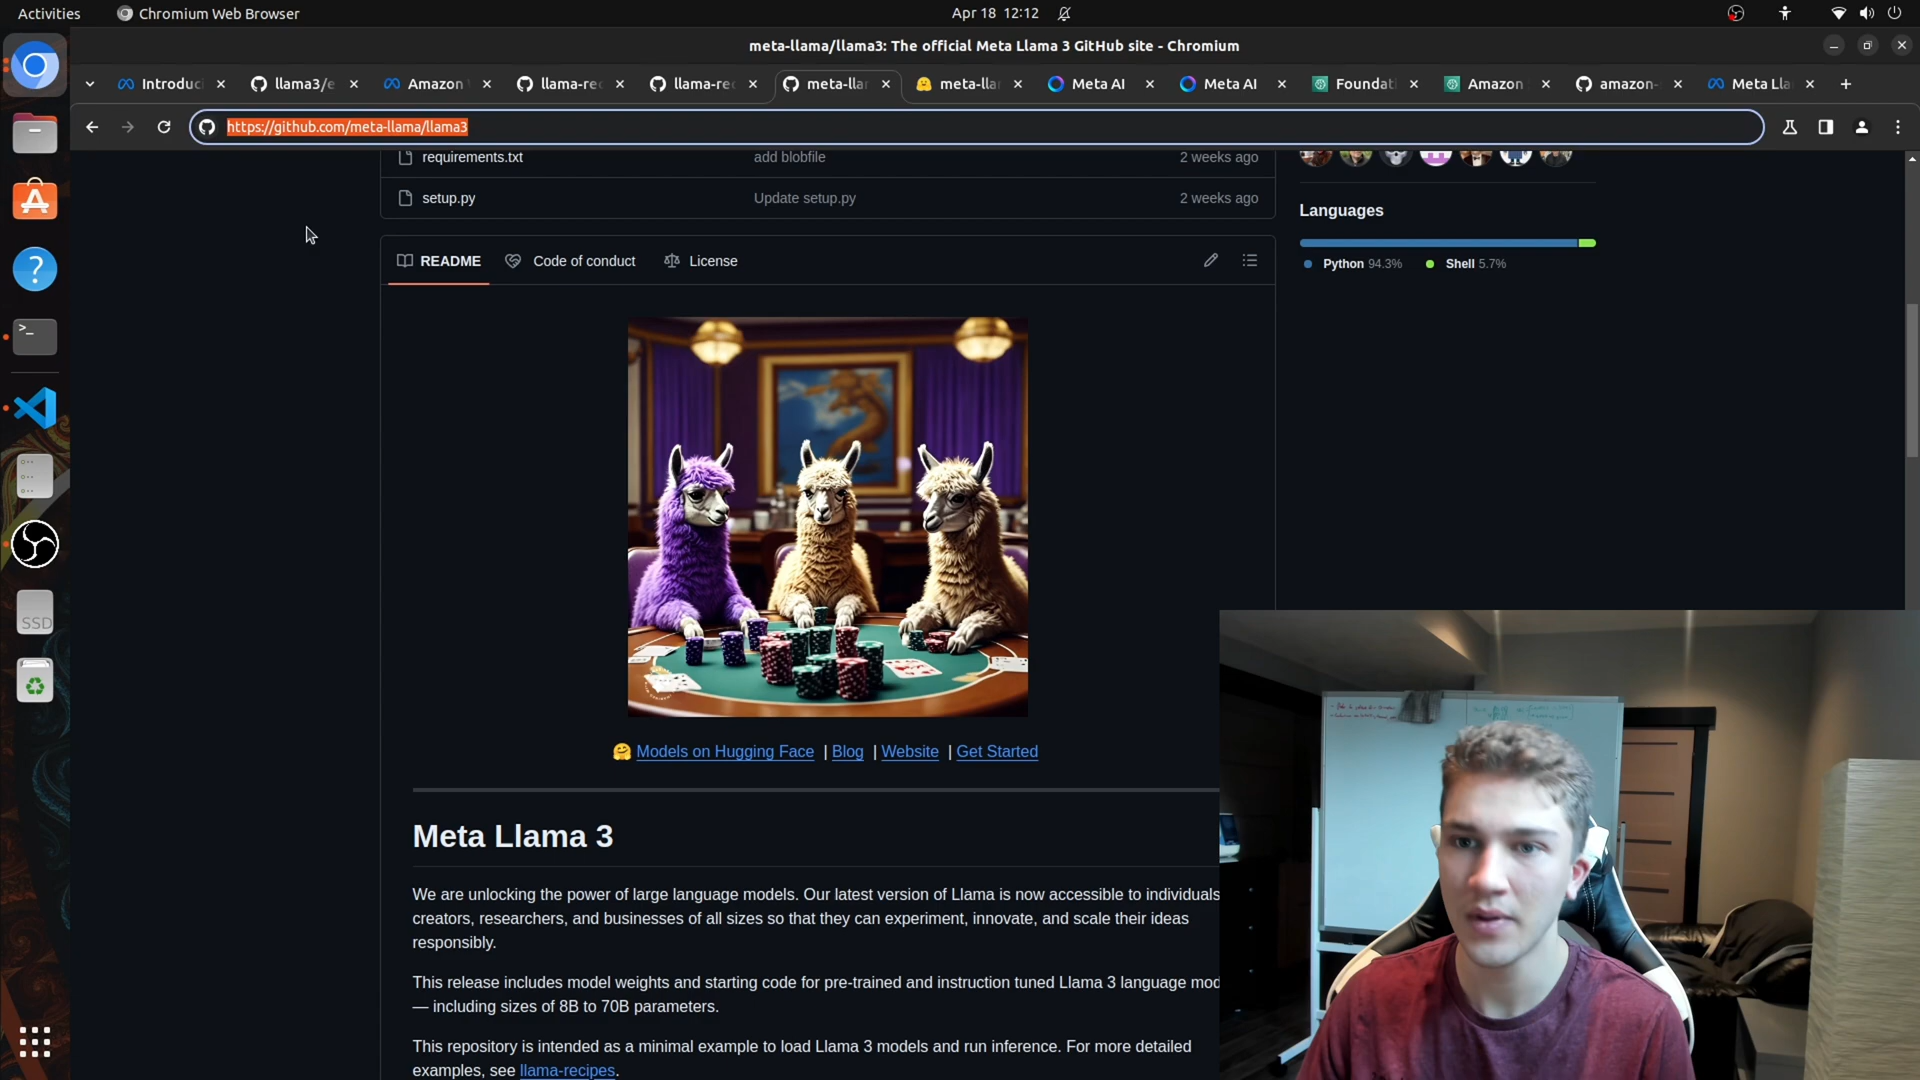 Activities
Chromium Web Browser
Apr 18 12:12
meta-llama/llama3: The official Meta Llama 3 GitHub site - Chromium
Introduc
llama3/e
Amazon
llama-rec
llama-rec
meta-lla
meta-lla
Meta AI
Meta AI
Foundati
Amazon
amazon-
Meta Lla
https://github.com/meta-llama/llama3
requirements.txt
add blobfile
2 weeks ago
setup.py
Update setup.py
2 weeks ago
Languages
Python 94.3%
Shell 5.7%
README
Code of conduct
License
SSD
🤗 Models on Hugging Face | Blog | Website | Get Started
Meta Llama 3
We are unlocking the power of large language models. Our latest version of Llama is now accessible to individuals
creators, researchers, and businesses of all sizes so that they can experiment, innovate, and scale their ideas
responsibly.
This release includes model weights and starting code for pre-trained and instruction tuned Llama 3 language mod
— including sizes of 8B to 70B parameters.
This repository is intended as a minimal example to load Llama 3 models and run inference. For more detailed
examples, see llama-recipes.